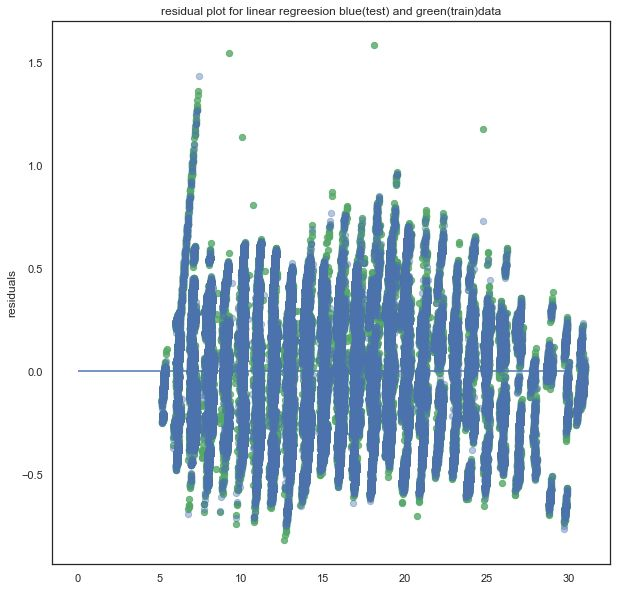 residual plot for linear regreesion blue(test) and green(train)data
1.5
1.0
0.5
0.0
−0.5
residuals
0 5 10 15 20 25 30